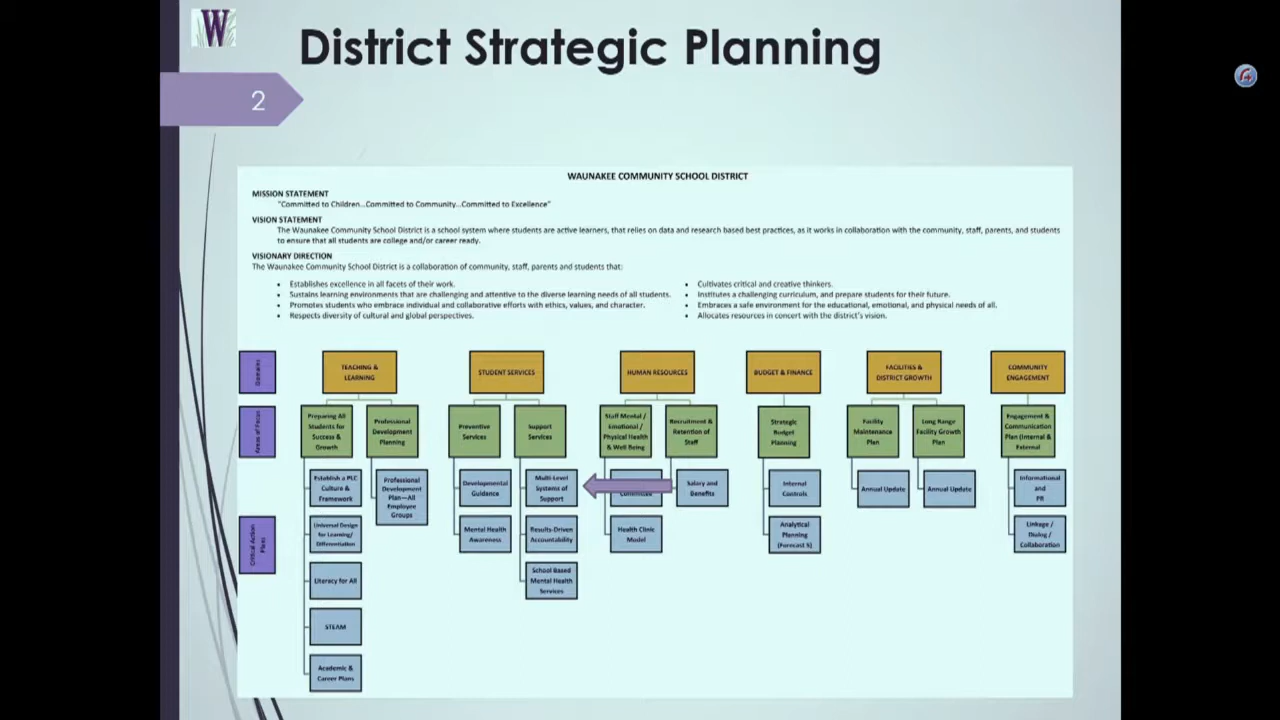 W
District Strategic Planning
2
WAUNAKEE COMMUNITY SCHOOL DISTRICT
MISSION STATEMENT
"Committed to Children...Committed to Community...Committed to Excellence"
VISION STATEMENT
The Waunakee Community School District is a school system where students are active learners, that relies on data and research based best practices, as it works in collaboration with the community, staff, parents, and students
to ensure that all students are college and/or career ready.
VISIONARY DIRECTION
The Waunakee Community School District is a collaboration of community, staff, parents and students that:
• Establishes excellence in all facets of their work.
• Sustains learning environments that are challenging and attentive to the diverse learning needs of all students.
• Promotes students who embrace individual and collaborative efforts with ethics, values, and character.
• Respects diversity of cultural and global perspectives.
• Cultivates critical and creative thinkers.
• Institutes a challenging curriculum, and prepare students for their future.
• Embraces a safe environment for the educational, emotional, and physical needs of all.
• Allocates resources in concert with the district's vision.
Domains
TEACHING &
LEARNING
STUDENT SERVICES
HUMAN RESOURCES
BUDGET & FINANCE
FACILITIES &
DISTRICT GROWTH
COMMUNITY
ENGAGEMENT
Areas of Focus
Preparing All
Students for
Success &
Growth
Professional
Development
Planning
Preventive
Services
Support
Services
Staff Mental /
Emotional /
Physical Health
& Well Being
Recruitment &
Retention of
Staff
Strategic
Budget
Planning
Facility
Maintenance
Plan
Long Range
Facility Growth
Plan
Engagement &
Communication
Plan (Internal &
External
Critical Action
Plans
Establish a PLC
Culture &
Framework
Universal Design
for Learning/
Differentiation
Literacy for All
STEAM
Academic &
Career Plans
Professional
Development
Plan—All
Employee
Groups
Developmental
Guidance
Mental Health
Awareness
Multi-Level
Systems of
Support
Results-Driven
Accountability
School Based
Mental Health
Services
Health Clinic
Model
Salary and
Benefits
Internal
Controls
Analytical
Planning
(Forecast 5)
Annual Update
Annual Update
Informational
and
PR
Linkage /
Dialog /
Collaboration